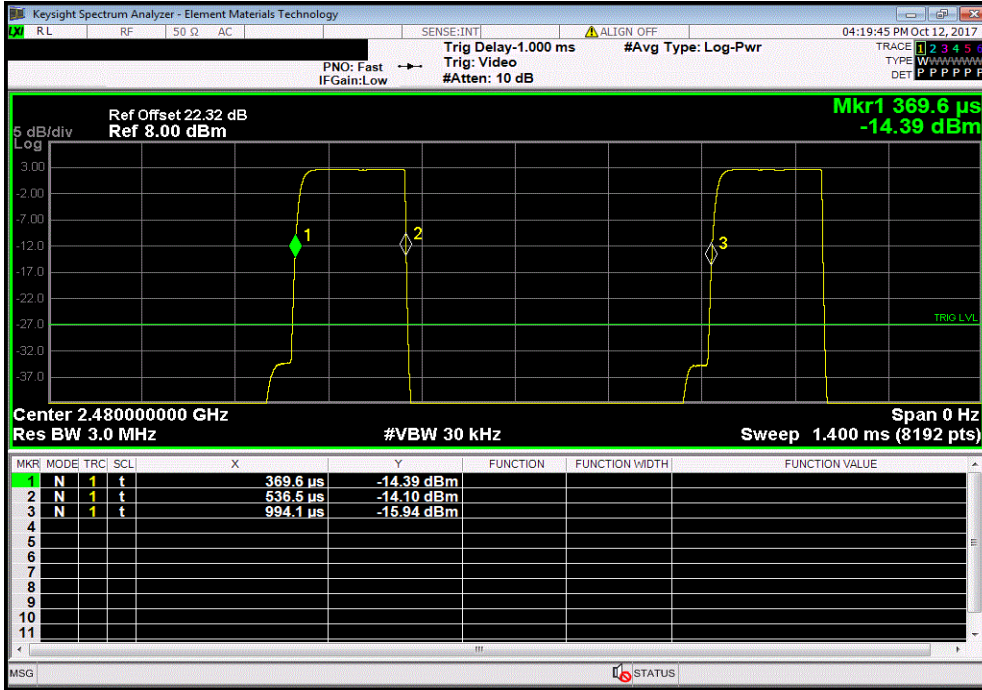 Keysight Spectrum Analyzer - Element Materials Technology
LXI RL RF 50 Ω AC SENSE:INT ALIGN OFF 04:19:45 PM Oct 12, 2017
Trig Delay-1.000 ms #Avg Type: Log-Pwr TRACE 1 2 3 4 5 6
PNO: Fast Trig: Video TYPE WWWWWW
IFGain:Low #Atten: 10 dB DET P P P P P P
Mkr1 369.6 µs
-14.39 dBm
Ref Offset 22.32 dB
5 dB/div Ref 8.00 dBm
Log
3.00
-2.00
-7.00
1 2 3
-12.0
-17.0
-22.0
-27.0 TRIG LVL
-32.0
-37.0
Center 2.480000000 GHz Span 0 Hz
Res BW 3.0 MHz #VBW 30 kHz Sweep 1.400 ms (8192 pts)
MKR MODE TRC SCL X Y FUNCTION FUNCTION WIDTH FUNCTION VALUE
1 N 1 t 369.6 µs -14.39 dBm
2 N 1 t 536.5 µs -14.10 dBm
3 N 1 t 994.1 µs -15.94 dBm
4
5
6
7
8
9
10
11
MSG STATUS